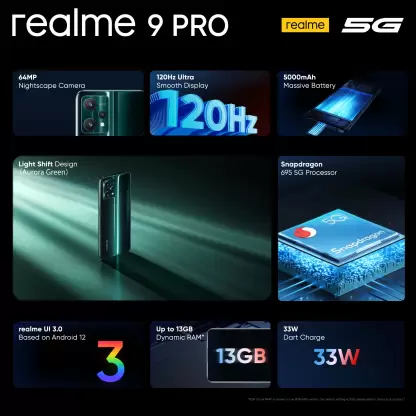 realme 9 PRO
realme 5G
64MP
Nightscape Camera
120Hz Ultra
Smooth Display
120Hz
5000mAh
Massive Battery
Light Shift Design
(Aurora Green)
Snapdragon
695 5G Processor
5G
Snapdragon
realme UI 3.0
Based on Android 12
3
Up to 13GB
Dynamic RAM*
13GB
33W
Dart Charge
33W